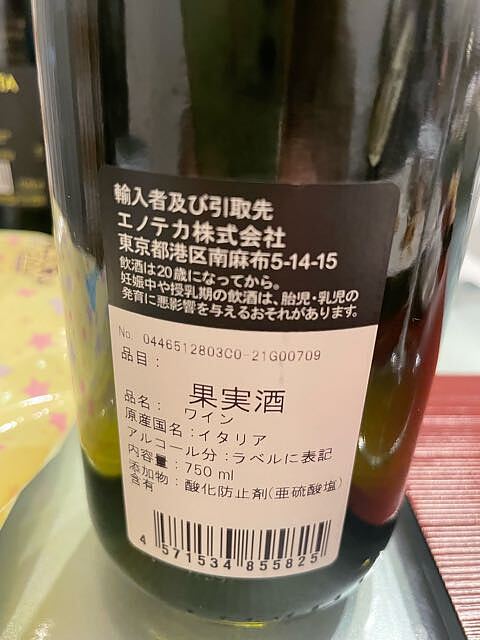 輸入者及び引取先
エノテカ株式会社
東京都港区南麻布5-14-15
飲酒は20歳になってから。
妊娠中や授乳期の飲酒は、胎児・乳児の
発育に悪影響を与えるおそれがあります。
No. 0446512803C0-21G00709
品目:
果実酒
品名: ワイン
原産国名:イタリア
アルコール分:ラベルに表記
内容量:750 ml
添加物:酸化防止剤(亜硫酸塩)
含有
4 571534 855825